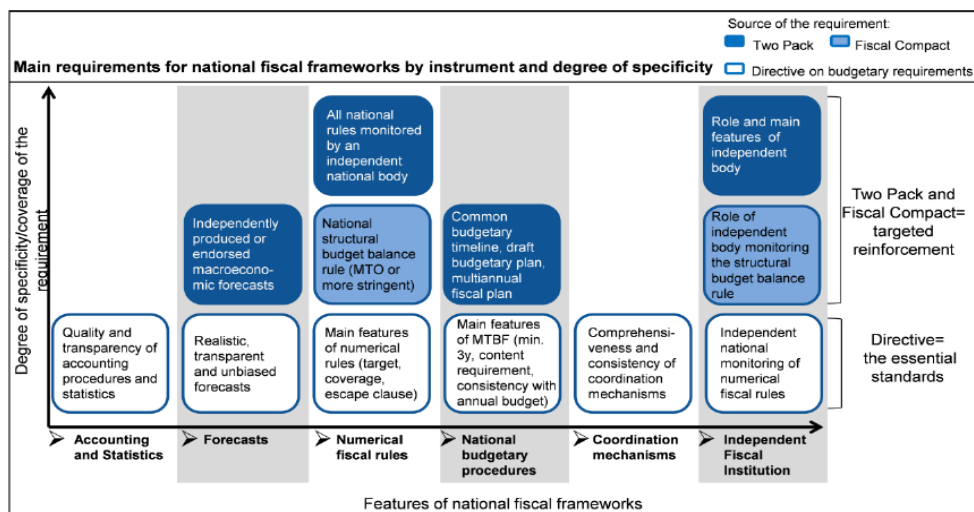 Source of the requirement:
Two Pack
Fiscal Compact
Main requirements for national fiscal frameworks by instrument and degree of specificity
Directive on budgetary requirements
Degree of specificity/coverage of the
requirement
All national
rules monitored
by an
independent
national body
Role and main
features of
independent
body
Independently
produced or
endorsed
macroecono-
mic forecasts
National
structural
budget balance
rule (MTO or
more stringent)
Common
budgetary
timeline, draft
budgetary plan,
multiannual
fiscal plan
Role of
independent
body monitoring
the structural
budget balance
rule
Two Pack and
Fiscal Compact=
targeted
reinforcement
Quality and
transparency of
accounting
procedures and
statistics
Realistic,
transparent
and unbiased
forecasts
Main features
of numerical
rules (target,
coverage,
escape clause)
Main features
of MTBF (min.
3y, content
requirement,
consistency with
annual budget)
Comprehensi-
veness and
consistency of
coordination
mechanisms
Independent
national
monitoring of
numerical
fiscal rules
Directive=
the essential
standards
Accounting
and Statistics
Forecasts
Numerical
fiscal rules
National
budgetary
procedures
Coordination
mechanisms
Independent
Fiscal
Institution
Features of national fiscal frameworks